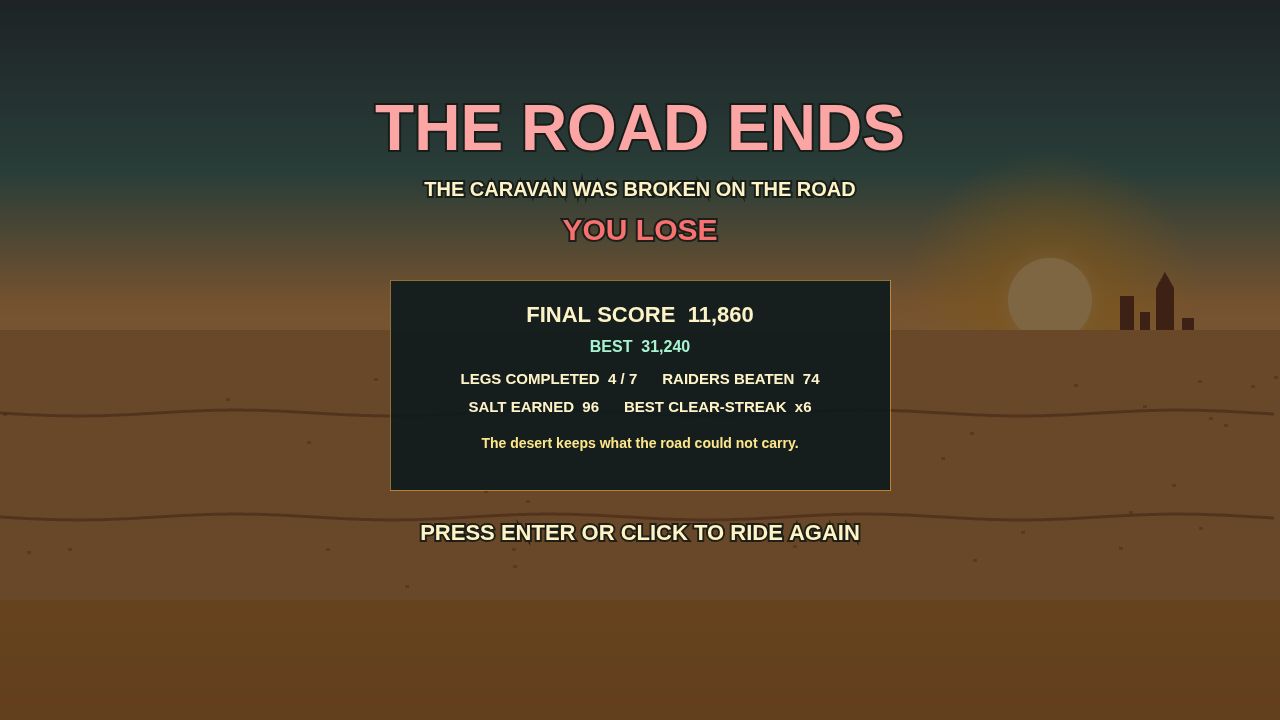 THE ROAD ENDS
THE CARAVAN WAS BROKEN ON THE ROAD
YOU LOSE
FINAL SCORE 11,860
BEST 31,240
LEGS COMPLETED 4 / 7 RAIDERS BEATEN 74
SALT EARNED 96 BEST CLEAR-STREAK x6
The desert keeps what the road could not carry.
PRESS ENTER OR CLICK TO RIDE AGAIN